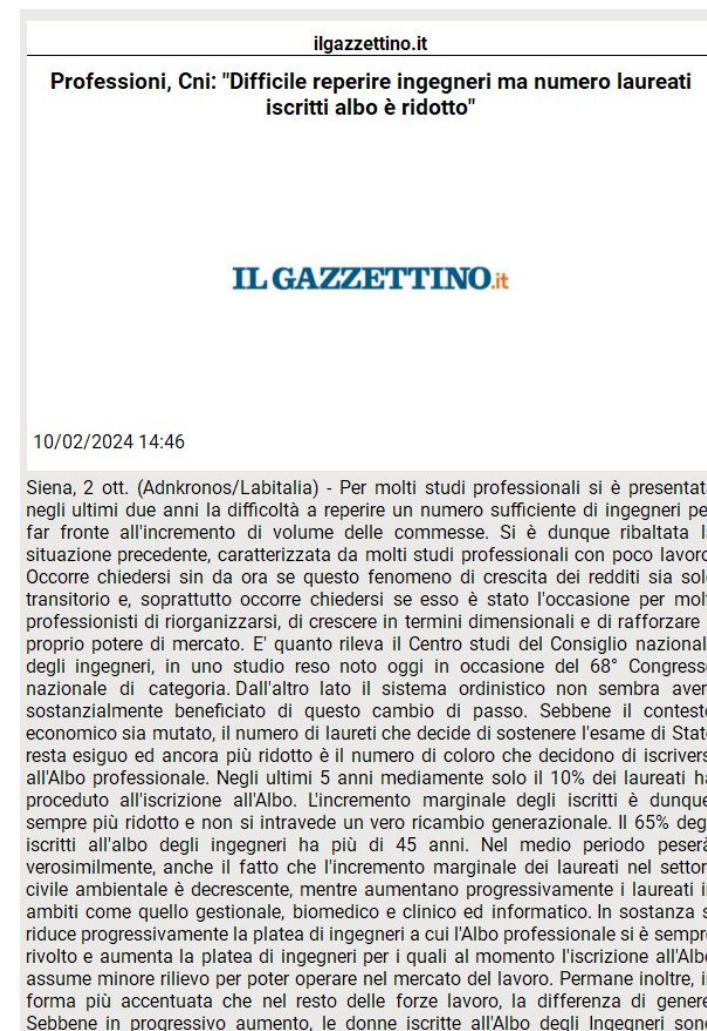 ilgazzettino.it
Professioni, Cni: "Difficile reperire ingegneri ma numero laureati
iscritti albo è ridotto"
IL GAZZETTINO.it
10/02/2024 14:46
Siena, 2 ott. (Adnkronos/Labitalia) - Per molti studi professionali si è presentat
negli ultimi due anni la difficoltà a reperire un numero sufficiente di ingegneri pe
far fronte all'incremento di volume delle commesse. Si è dunque ribaltata l
situazione precedente, caratterizzata da molti studi professionali con poco lavoro
Occorre chiedersi sin da ora se questo fenomeno di crescita dei redditi sia sol
transitorio e, soprattutto occorre chiedersi se esso è stato l'occasione per molt
professionisti di riorganizzarsi, di crescere in termini dimensionali e di rafforzare
proprio potere di mercato. E' quanto rileva il Centro studi del Consiglio nazional
degli ingegneri, in uno studio reso noto oggi in occasione del 68° Congress
nazionale di categoria. Dall'altro lato il sistema ordinistico non sembra aver
sostanzialmente beneficiato di questo cambio di passo. Sebbene il contest
economico sia mutato, il numero di laureti che decide di sostenere l'esame di Stat
resta esiguo ed ancora più ridotto è il numero di coloro che decidono di iscrivers
all'Albo professionale. Negli ultimi 5 anni mediamente solo il 10% dei laureati h
proceduto all'iscrizione all'Albo. L'incremento marginale degli iscritti è dunque
sempre più ridotto e non si intravede un vero ricambio generazionale. Il 65% deg
iscritti all'albo degli ingegneri ha più di 45 anni. Nel medio periodo peserà
verosimilmente, anche il fatto che l'incremento marginale dei laureati nel settor
civile ambientale è decrescente, mentre aumentano progressivamente i laureati i
ambiti come quello gestionale, biomedico e clinico ed informatico. In sostanza s
riduce progressivamente la platea di ingegneri a cui l'Albo professionale si è sempr
rivolto e aumenta la platea di ingegneri per i quali al momento l'iscrizione all'Alb
assume minore rilievo per poter operare nel mercato del lavoro. Permane inoltre, i
forma più accentuata che nel resto delle forze lavoro, la differenza di genere
Sebbene in progressivo aumento, le donne iscritte all'Albo degli Ingegneri son